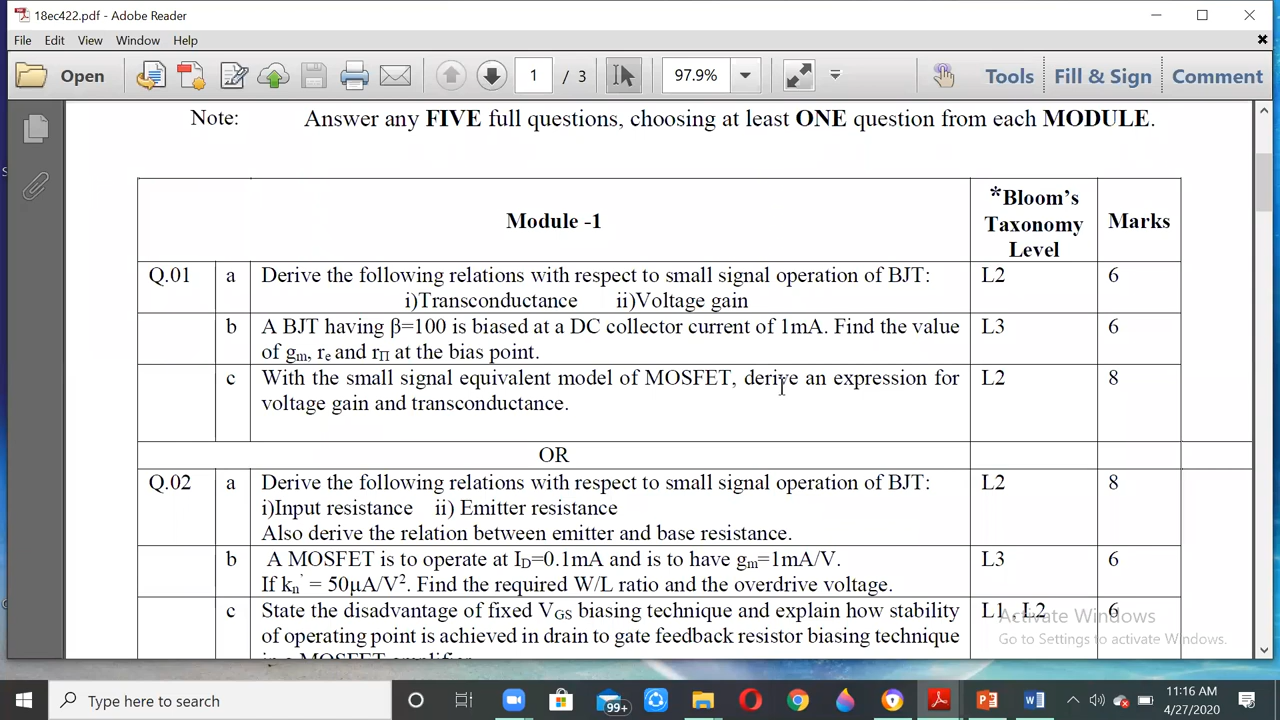 18ec422.pdf - Adobe Reader
File Edit View Window Help
Open 1 / 3 97.9% Tools Fill & Sign Comment
Note: Answer any FIVE full questions, choosing at least ONE question from each MODULE.
Module -1 *Bloom's Taxonomy Level Marks
Q.01 a Derive the following relations with respect to small signal operation of BJT: L2 6
i)Transconductance ii)Voltage gain
b A BJT having β=100 is biased at a DC collector current of 1mA. Find the value L3 6
of gm, re and rΠ at the bias point.
c With the small signal equivalent model of MOSFET, derive an expression for L2 8
voltage gain and transconductance.
OR
Q.02 a Derive the following relations with respect to small signal operation of BJT: L2 8
i)Input resistance ii) Emitter resistance
Also derive the relation between emitter and base resistance.
b A MOSFET is to operate at ID=0.1mA and is to have gm=1mA/V. L3 6
If kn' = 50μA/V². Find the required W/L ratio and the overdrive voltage.
c State the disadvantage of fixed VGS biasing technique and explain how stability L1, L2 6
of operating point is achieved in drain to gate feedback resistor biasing technique
in a MOSFET amplifier
Activate Windows
Go to Settings to activate Windows.
Type here to search 99+ 11:16 AM
4/27/2020